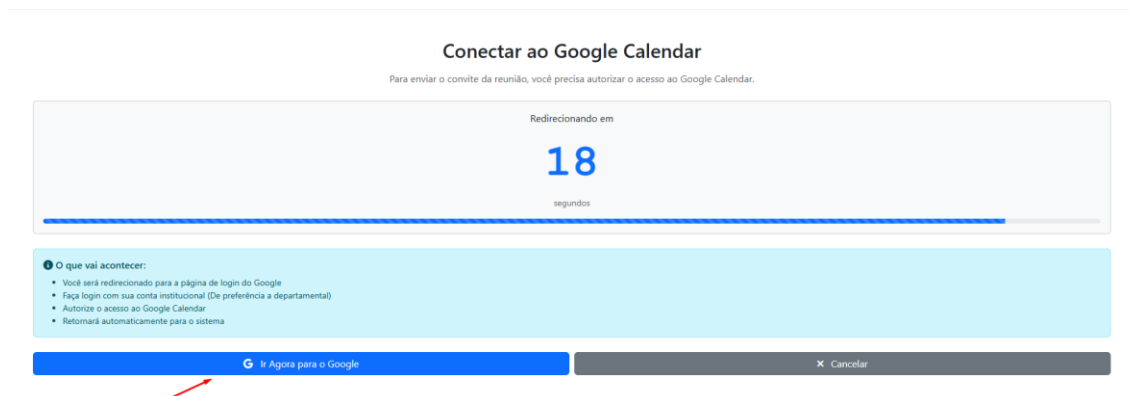 Conectar ao Google Calendar
Para enviar o convite da reunião, você precisa autorizar o acesso ao Google Calendar.
Redirecionando em
18
segundos
O que vai acontecer:
Você será redirecionado para a página de login do Google
Faça login com sua conta institucional (De preferência a departamental)
Autorize o acesso ao Google Calendar
Retornará automaticamente para o sistema
Ir Agora para o Google
Cancelar